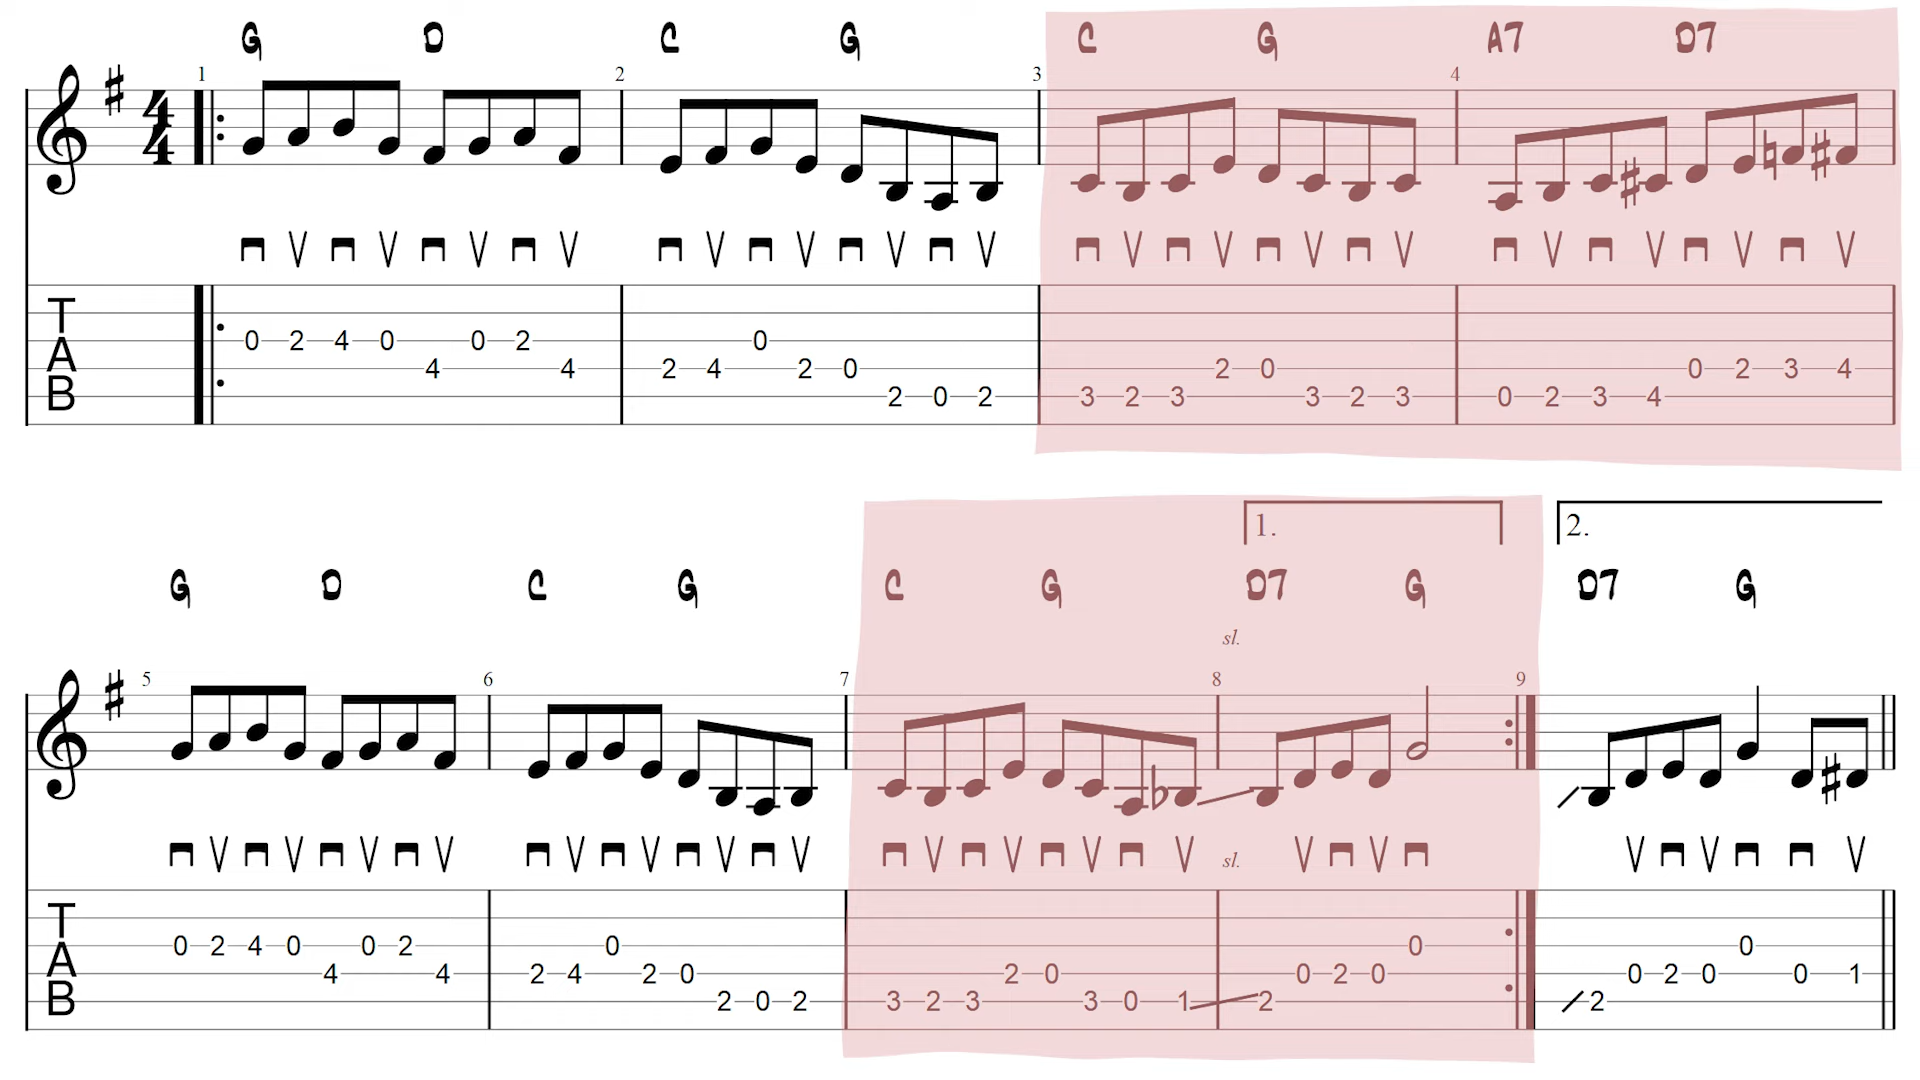 G D C G C G A7 D7
1 2 3 4
4
4
T
A
B
0 2 4 0 0 2 0
4 4 2 4 2 0 2 0 0 2 3 4
2 0 2 3 2 3 3 2 3 0 2 3 4
1. 2.
G D C G C G D7 G D7 G
sl.
5 6 7 8 9
sl.
T
A
B
0 2 4 0 0 2 0 0 0
4 4 2 4 2 0 2 0 0 2 0 0 2 0 0 1
2 0 2 3 2 3 3 0 1 2 2